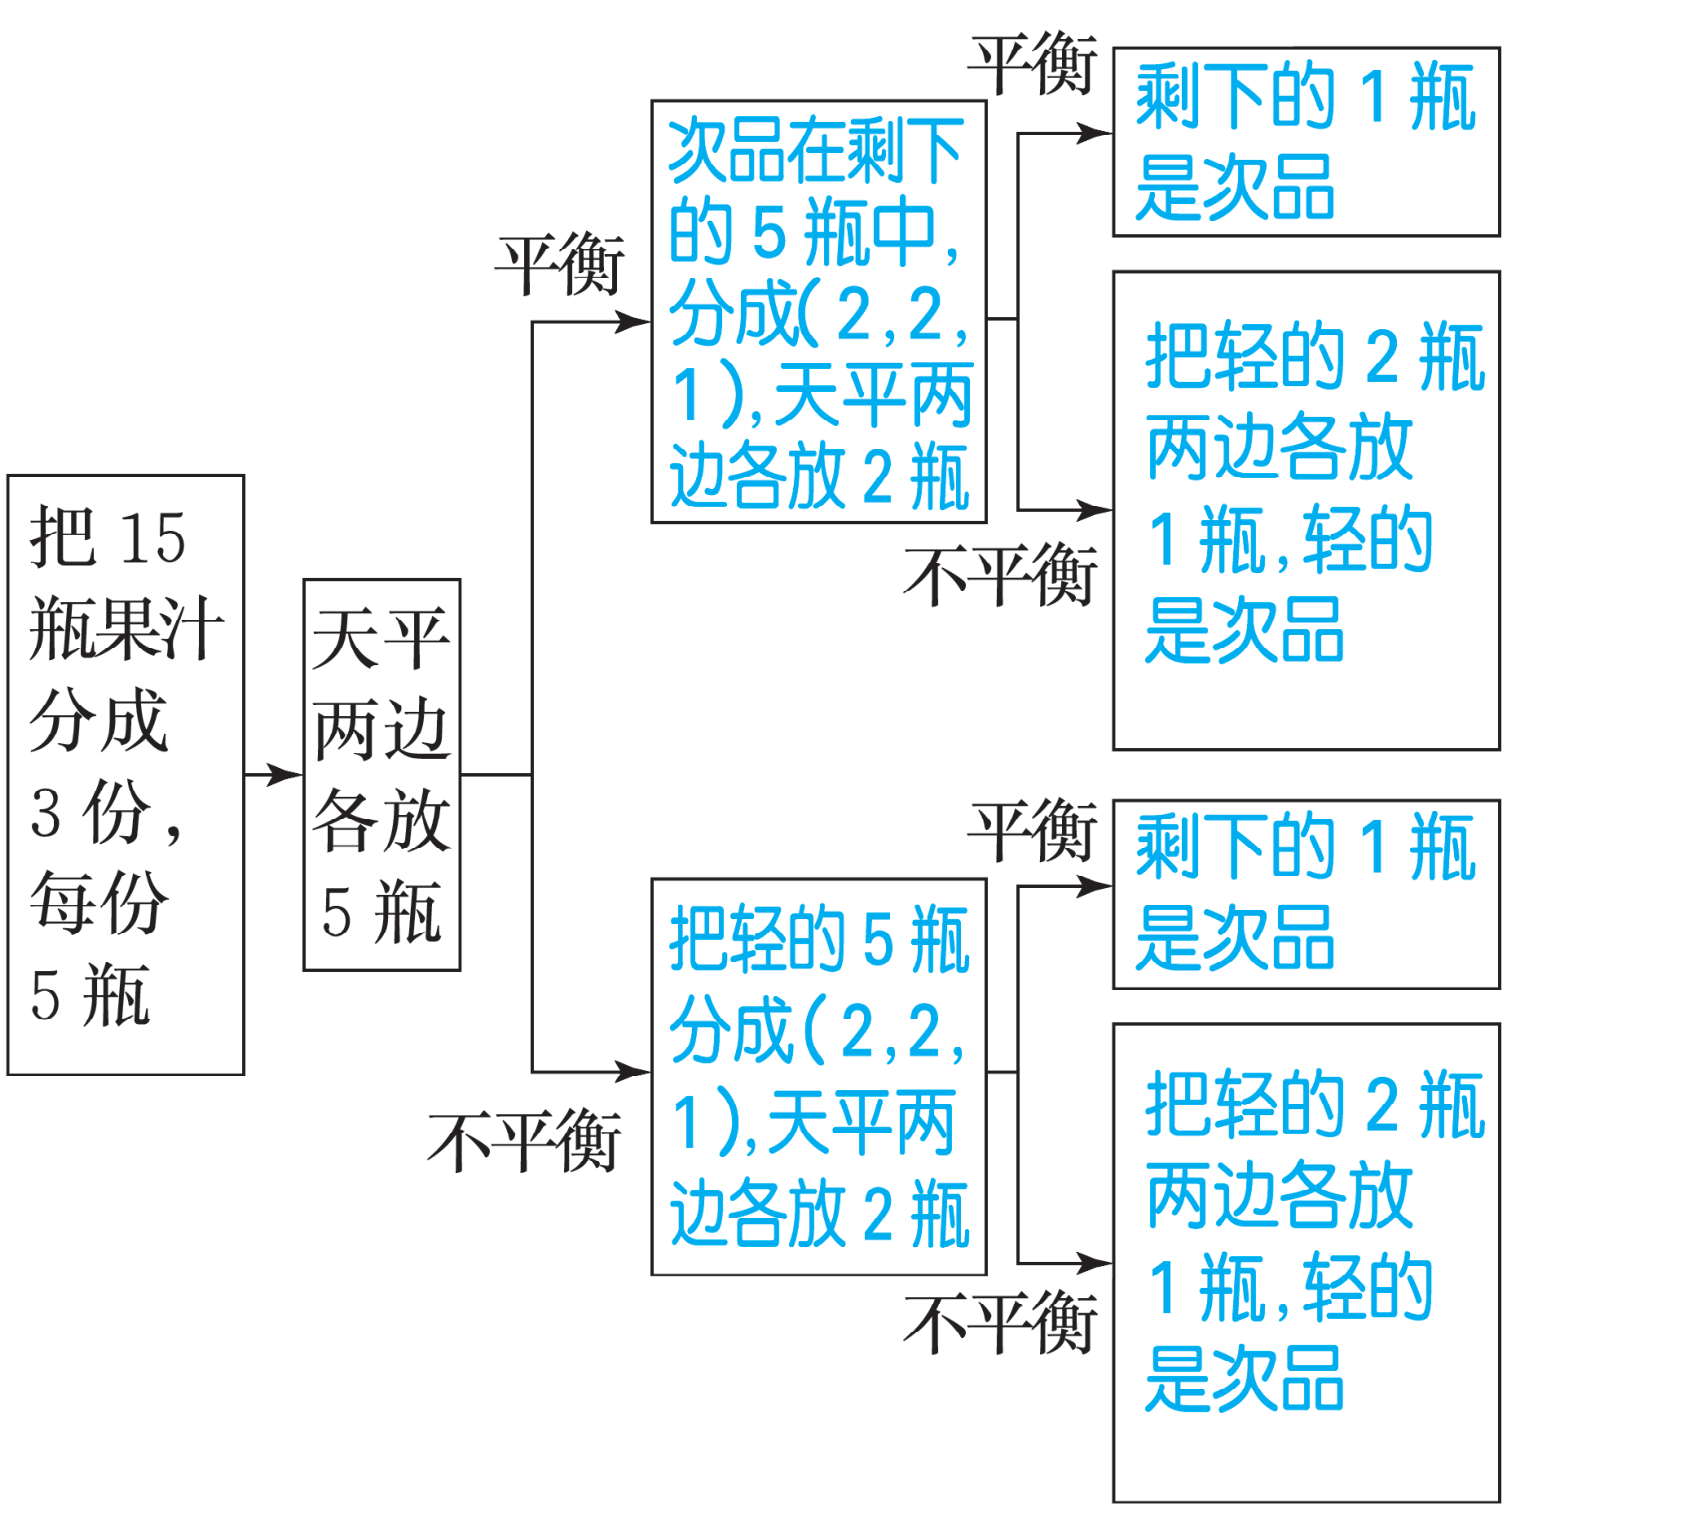 把 15
瓶果汁
分成
3 份，
每份
5 瓶
天平
两边
各放
5 瓶
平衡
次品在剩下
的 5 瓶中，
分成(2，2，
1)，天平两
边各放 2 瓶
平衡
剩下的 1 瓶
是次品
不平衡
把轻的 2 瓶
两边各放
1 瓶，轻的
是次品
不平衡
把轻的 5 瓶
分成(2，2，
1)，天平两
边各放 2 瓶
平衡
剩下的 1 瓶
是次品
不平衡
把轻的 2 瓶
两边各放
1 瓶，轻的
是次品